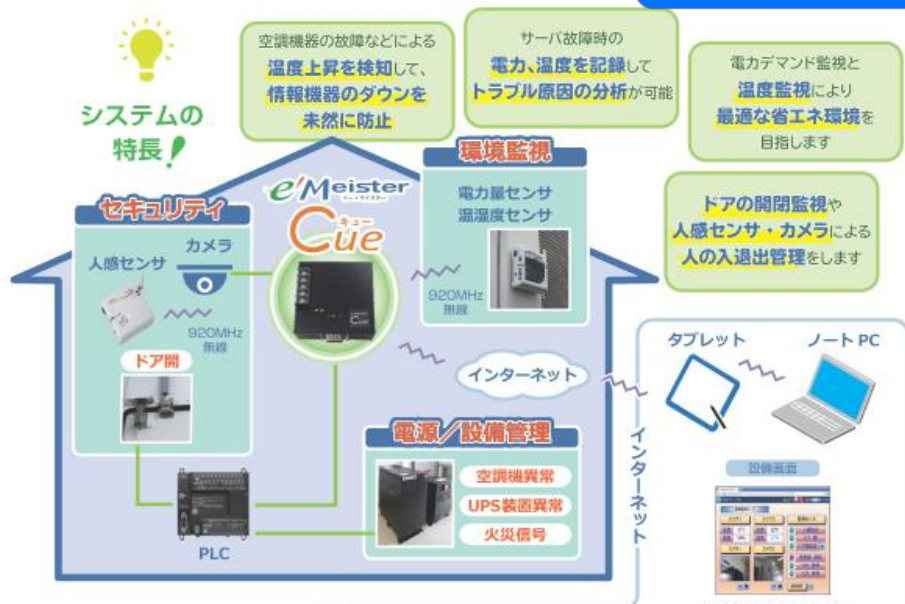 システムの
特長！
空調機器の故障などによる
温度上昇を検知して、
情報機器のダウンを
未然に防止
サーバ故障時の
電力、温度を記録して
トラブル原因の分析が可能
電力デマンド監視と
温度監視により
最適な省エネ環境を
目指します
ドアの開閉監視や
人感センサ・カメラによる
人の入退出管理をします
セキュリティ
人感センサ
カメラ
920MHz
無線
ドア開
e'Meister
イー・マイスター
キュー
Cue
Cue
環境監視
電力量センサ
温湿度センサ
920MHz
無線
インターネット
PLC
電源／設備管理
空調機異常
UPS装置異常
火災信号
インターネット
タブレット
ノートPC
設備画面